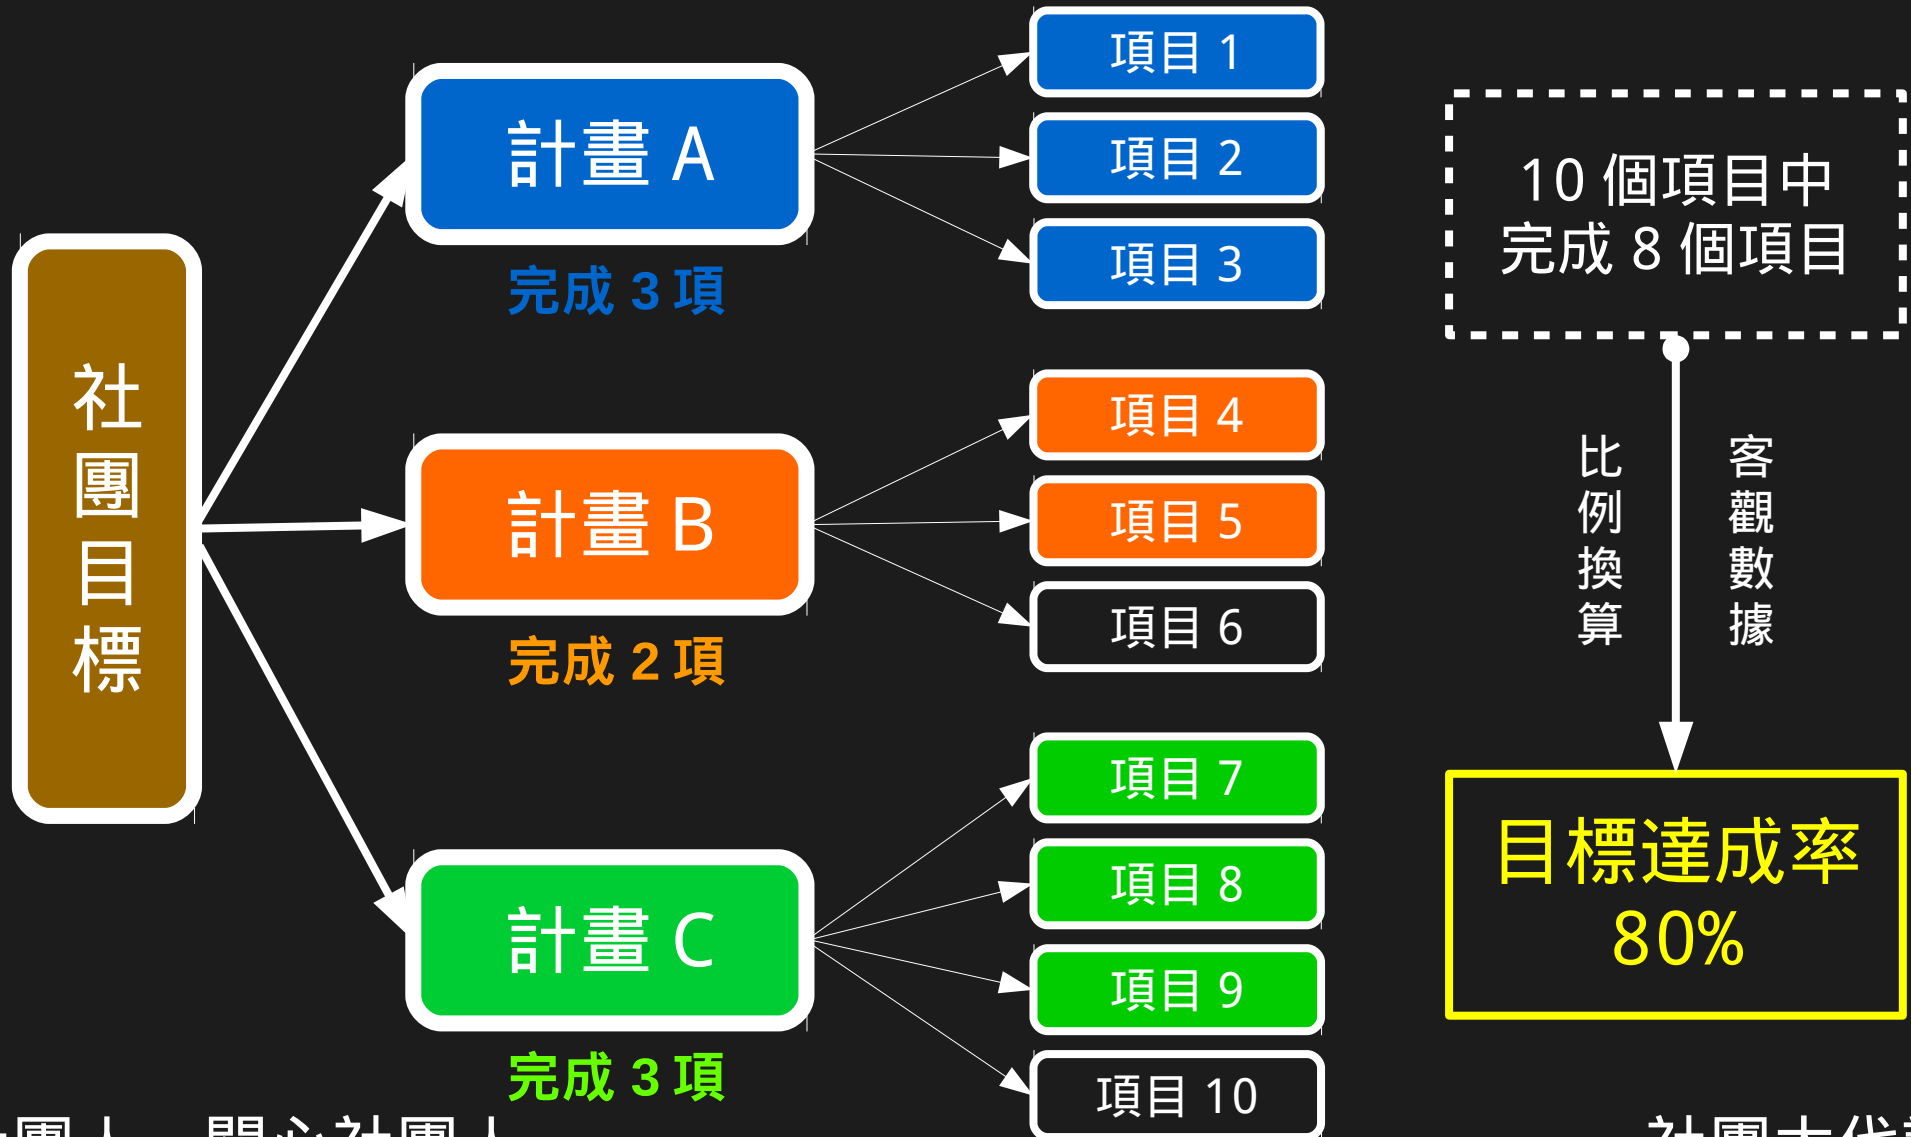 社團目標
計畫 A
完成 3 項
計畫 B
完成 2 項
計畫 C
完成 3 項
項目 1
項目 2
項目 3
項目 4
項目 5
項目 6
項目 7
項目 8
項目 9
項目 10
10 個項目中
完成 8 個項目
比例換算
客觀數據
目標達成率
80%